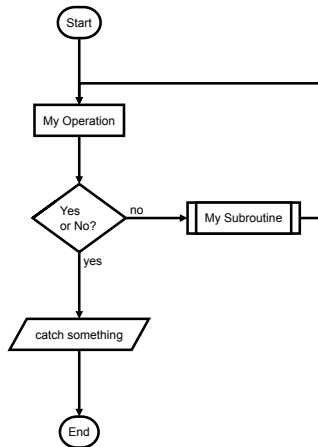 Start
My Operation
Yes
or No?
no
My Subroutine
yes
catch something
End